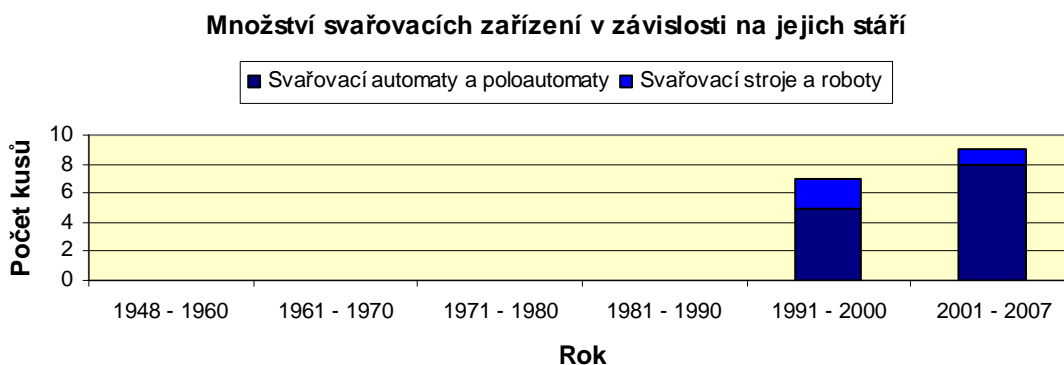 Množství svařovacích zařízení v závislosti na jejich stáří
Svařovací automaty a poloautomaty Svařovací stroje a roboty
Počet kusů
10
8
6
4
2
0
1948 - 1960 1961 - 1970 1971 - 1980 1981 - 1990 1991 - 2000 2001 - 2007
Rok